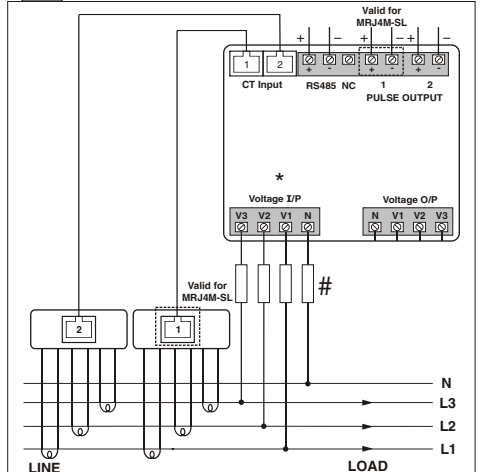 Valid for
MRJ4M-SL
+ − + − + −
1 2
+ - + - + -
CT Input RS485 NC 1 2
PULSE OUTPUT
*
Voltage I/P Voltage O/P
V3 V2 V1 N N V1 V2 V3
#
Valid for
MRJ4M-SL
2 1
N
L3
L2
L1
LINE LOAD